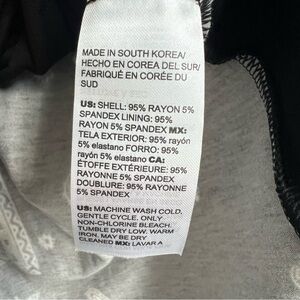 MADE IN SOUTH KOREA/
HECHO EN COREA DEL SUR/
FABRIQUÉ EN CORÉE DU
SUD
US: SHELL: 95% RAYON 5%
SPANDEX LINING: 95%
RAYON 5% SPANDEX MX:
TELA EXTERIOR: 95% rayón
5% elastano FORRO: 95%
rayón 5% elastano CA:
ÉTOFFE EXTÉRIEURE: 95%
RAYONNE 5% SPANDEX
DOUBLURE: 95% RAYONNE
5% SPANDEX
US: MACHINE WASH COLD.
GENTLE CYCLE. ONLY
NON-CHLORINE BLEACH.
TUMBLE DRY LOW. WARM
IRON. MAY BE DRY
CLEANED MX: LAVAR A